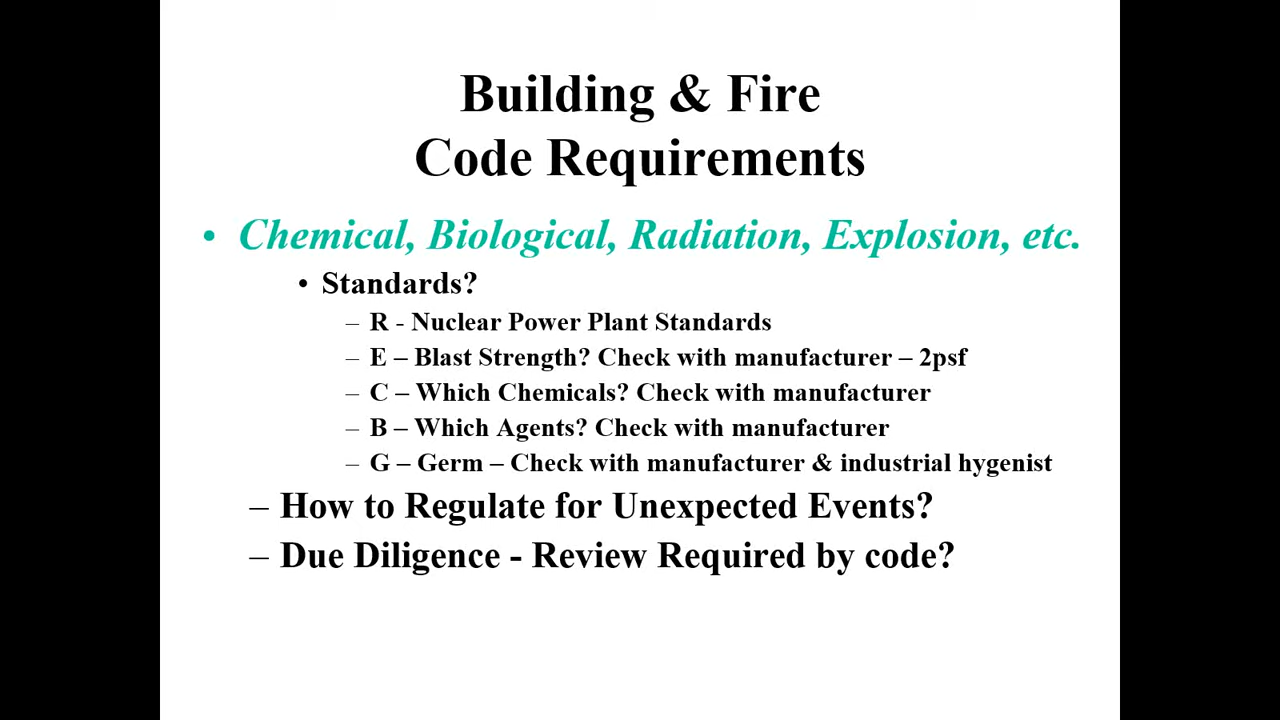 Building & Fire
Code Requirements
• Chemical, Biological, Radiation, Explosion, etc.
• Standards?
– R - Nuclear Power Plant Standards
– E – Blast Strength? Check with manufacturer – 2psf
– C – Which Chemicals? Check with manufacturer
– B – Which Agents? Check with manufacturer
– G – Germ – Check with manufacturer & industrial hygenist
– How to Regulate for Unexpected Events?
– Due Diligence - Review Required by code?